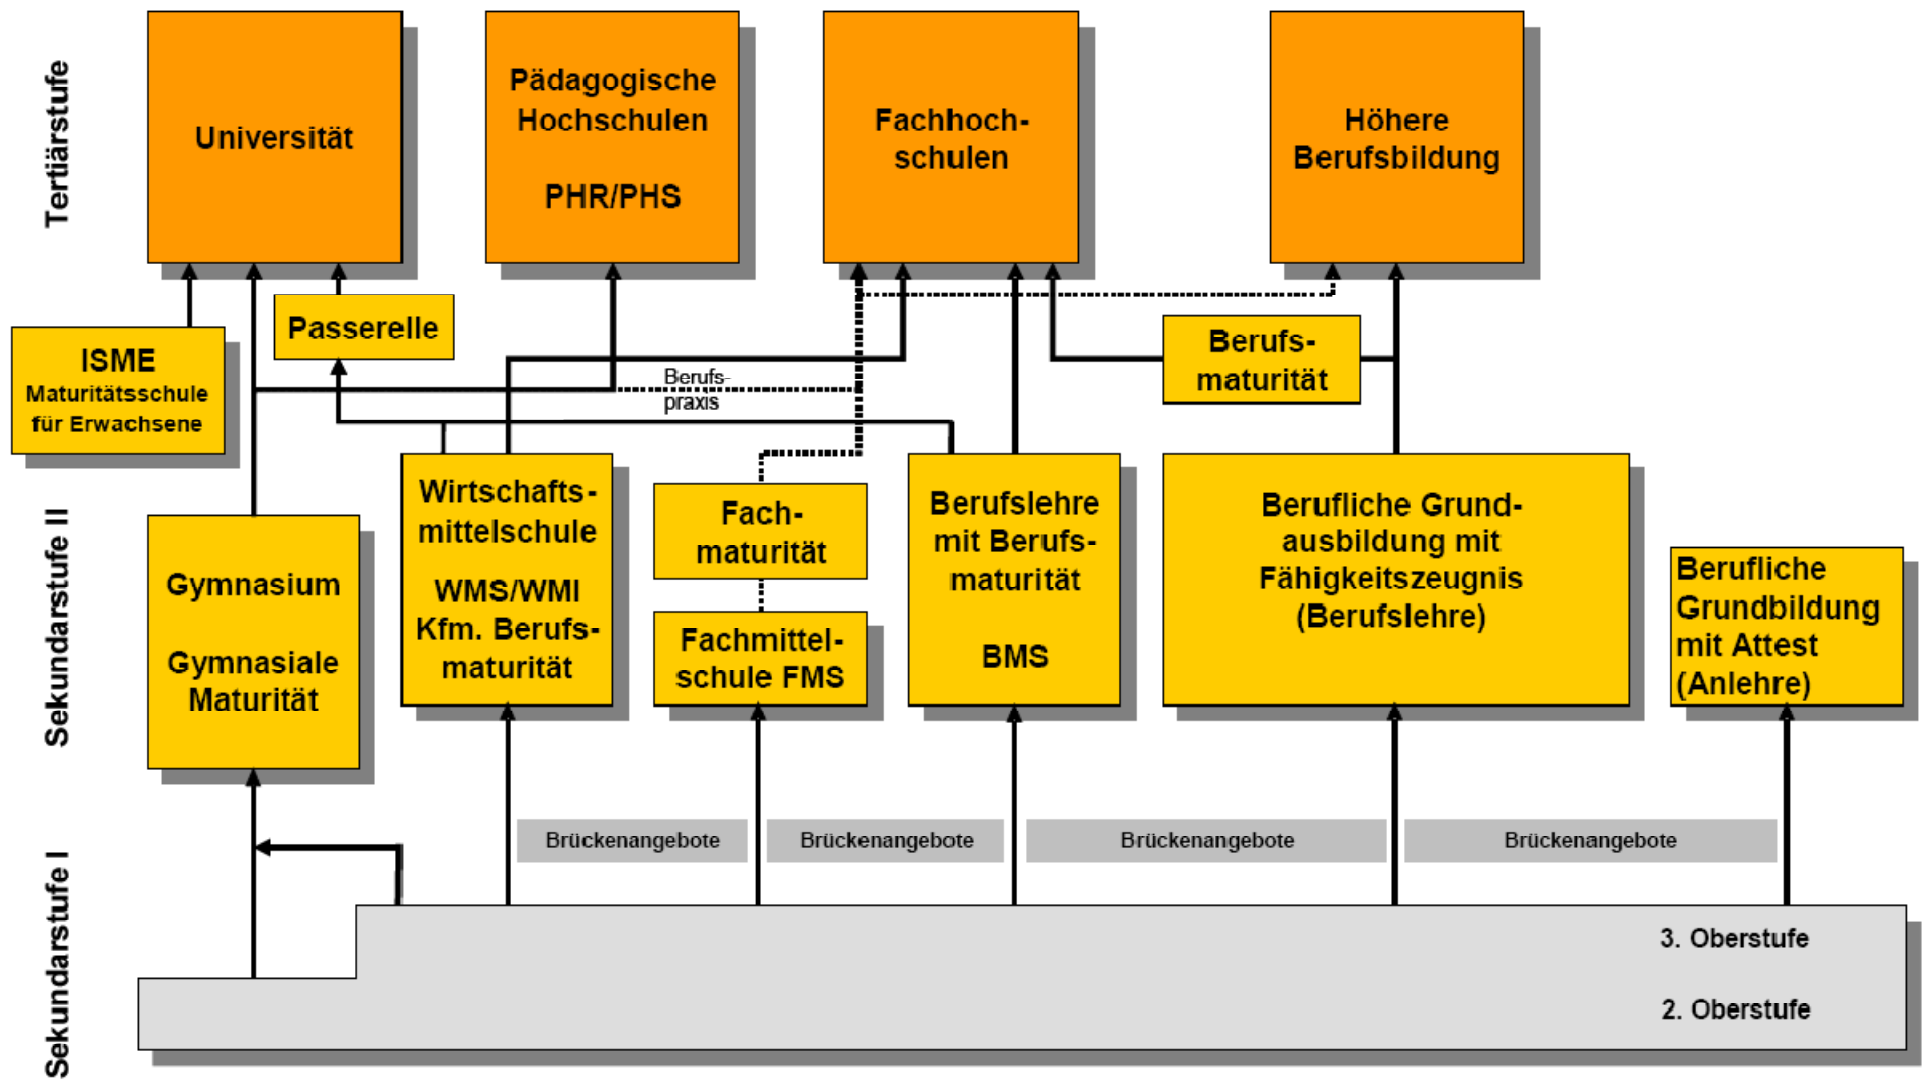 Tertiärstufe
Universität
Pädagogische
Hochschulen
PHR/PHS
Fachhoch-
schulen
Höhere
Berufsbildung
Passerelle
ISME
Maturitätsschule
für Erwachsene
Berufs-
praxis
Berufs-
maturität
Sekundarstufe II
Gymnasium
Gymnasiale
Maturität
Wirtschafts-
mittelschule
WMS/WMI
Kfm. Berufs-
maturität
Fach-
maturität
Fachmittel-
schule FMS
Berufslehre
mit Berufs-
maturität
BMS
Berufliche Grund-
ausbildung mit
Fähigkeitszeugnis
(Berufslehre)
Berufliche
Grundbildung
mit Attest
(Anlehre)
Sekundarstufe I
Brückenangebote
Brückenangebote
Brückenangebote
Brückenangebote
3. Oberstufe
2. Oberstufe